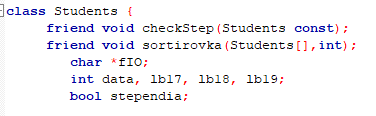 class Students {
friend void checkStep(Students const);
friend void sortirovka(Students[],int);
char *fIO;
int data, lb17, lb18, lb19;
bool stependia;